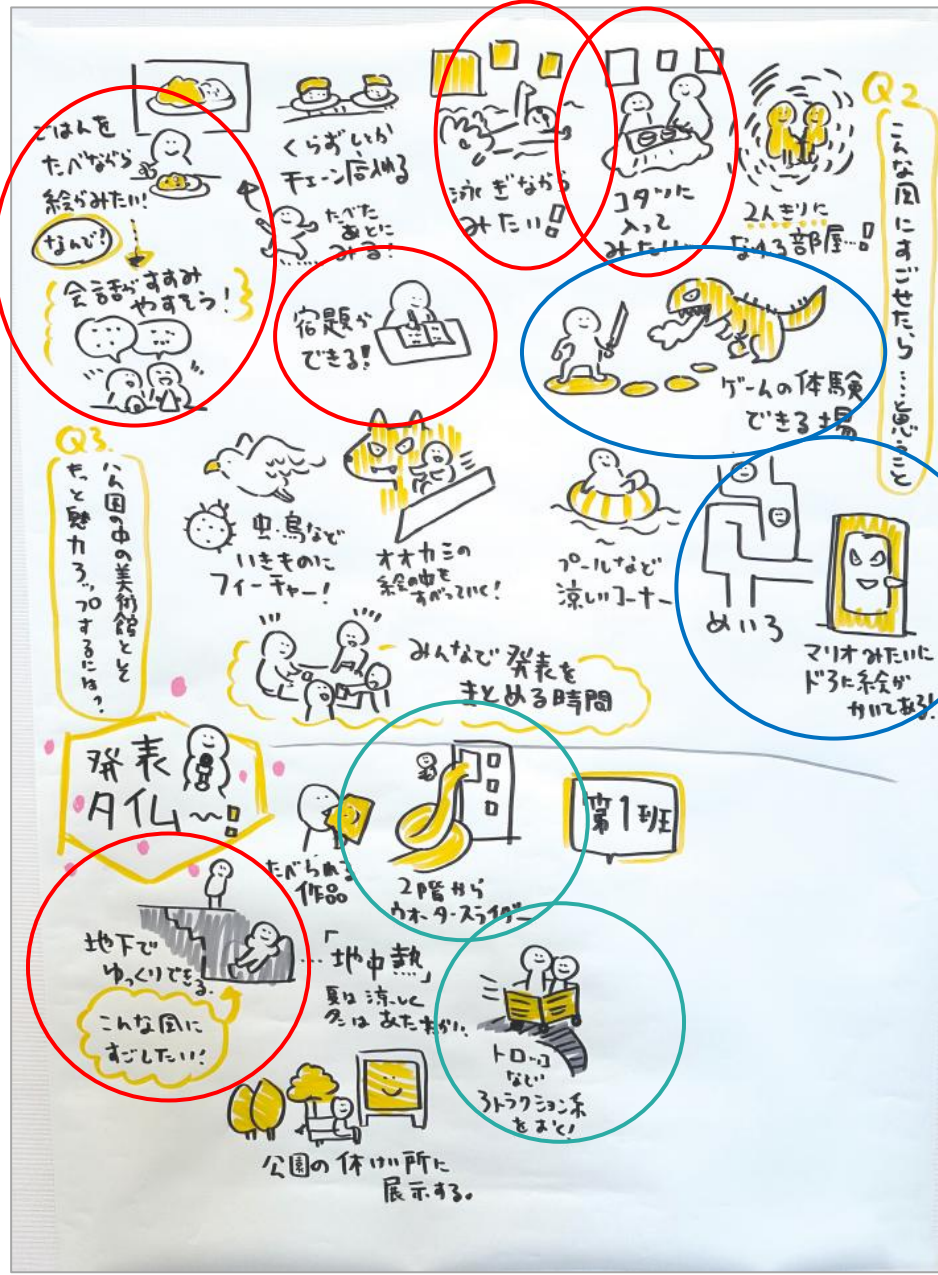 Q2
こんな風にすごせたら…と思うこと
2人きりに
なれる部屋…!
コタツに
入って
みたい
泳ぎながら
みたい!
くらずしとか
チェーン店入れる
たべた
あとに
みる!
ごはんを
たべながら
絵がみたい!
なんで?
会話がすすみ
やすそう!
宿題が
できる!
ゲームの体験
できる場
めいろ
マリオみたいに
ドアに絵が
かいてある!
プールなど
涼しいコーナー
オオカミの
絵の中を
すべっていく!
虫・鳥など
いきものに
フィーチャー!
Q3.
公園の中の美術館として
もっと魅力アップするには?
みんなで発表を
まとめる時間
発表
タイム~!
第1班
2階から
ウォータースライダー
たべられる
作品
地下で
ゆっくりできる。
こんな風に
すごしたい!
…「地中熱」
夏は涼しく
冬はあたたかい。
トロッコ
など
アトラクション系
をおく!
公園の休けい所に
展示する。